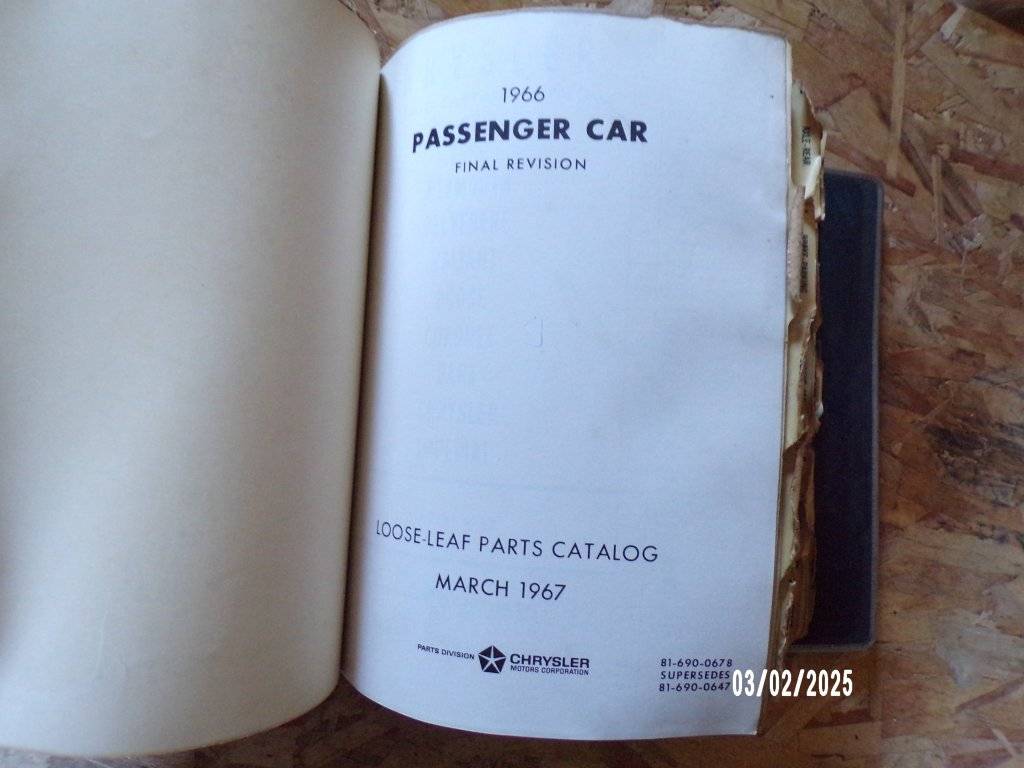 1966
PASSENGER CAR
FINAL REVISION
LOOSE-LEAF PARTS CATALOG
MARCH 1967
PARTS DIVISION CHRYSLER
MOTORS CORPORATION
81-690-0678
SUPERSEDES
81-690-0647
03/02/2025